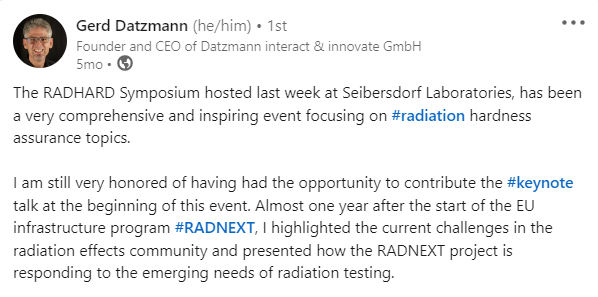 Gerd Datzmann (he/him) • 1st
Founder and CEO of Datzmann interact & innovate GmbH
5mo •
The RADHARD Symposium hosted last week at Seibersdorf Laboratories, has been
a very comprehensive and inspiring event focusing on #radiation hardness
assurance topics.
I am still very honored of having had the opportunity to contribute the #keynote
talk at the beginning of this event. Almost one year after the start of the EU
infrastructure program #RADNEXT, I highlighted the current challenges in the
radiation effects community and presented how the RADNEXT project is
responding to the emerging needs of radiation testing.